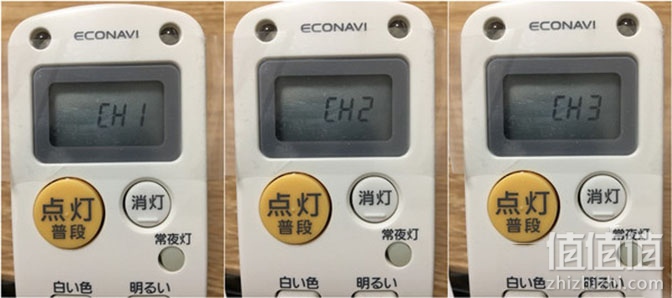 ECONAVI
CH1
点灯
普段
消灯
常夜灯
白い色
明るい
ECONAVI
CH2
点灯
普段
消灯
常夜灯
白い色
明るい
ECONAVI
CH3
点灯
普段
消灯
常夜灯
白い色
明るい
值值值
zhizhizhi.com